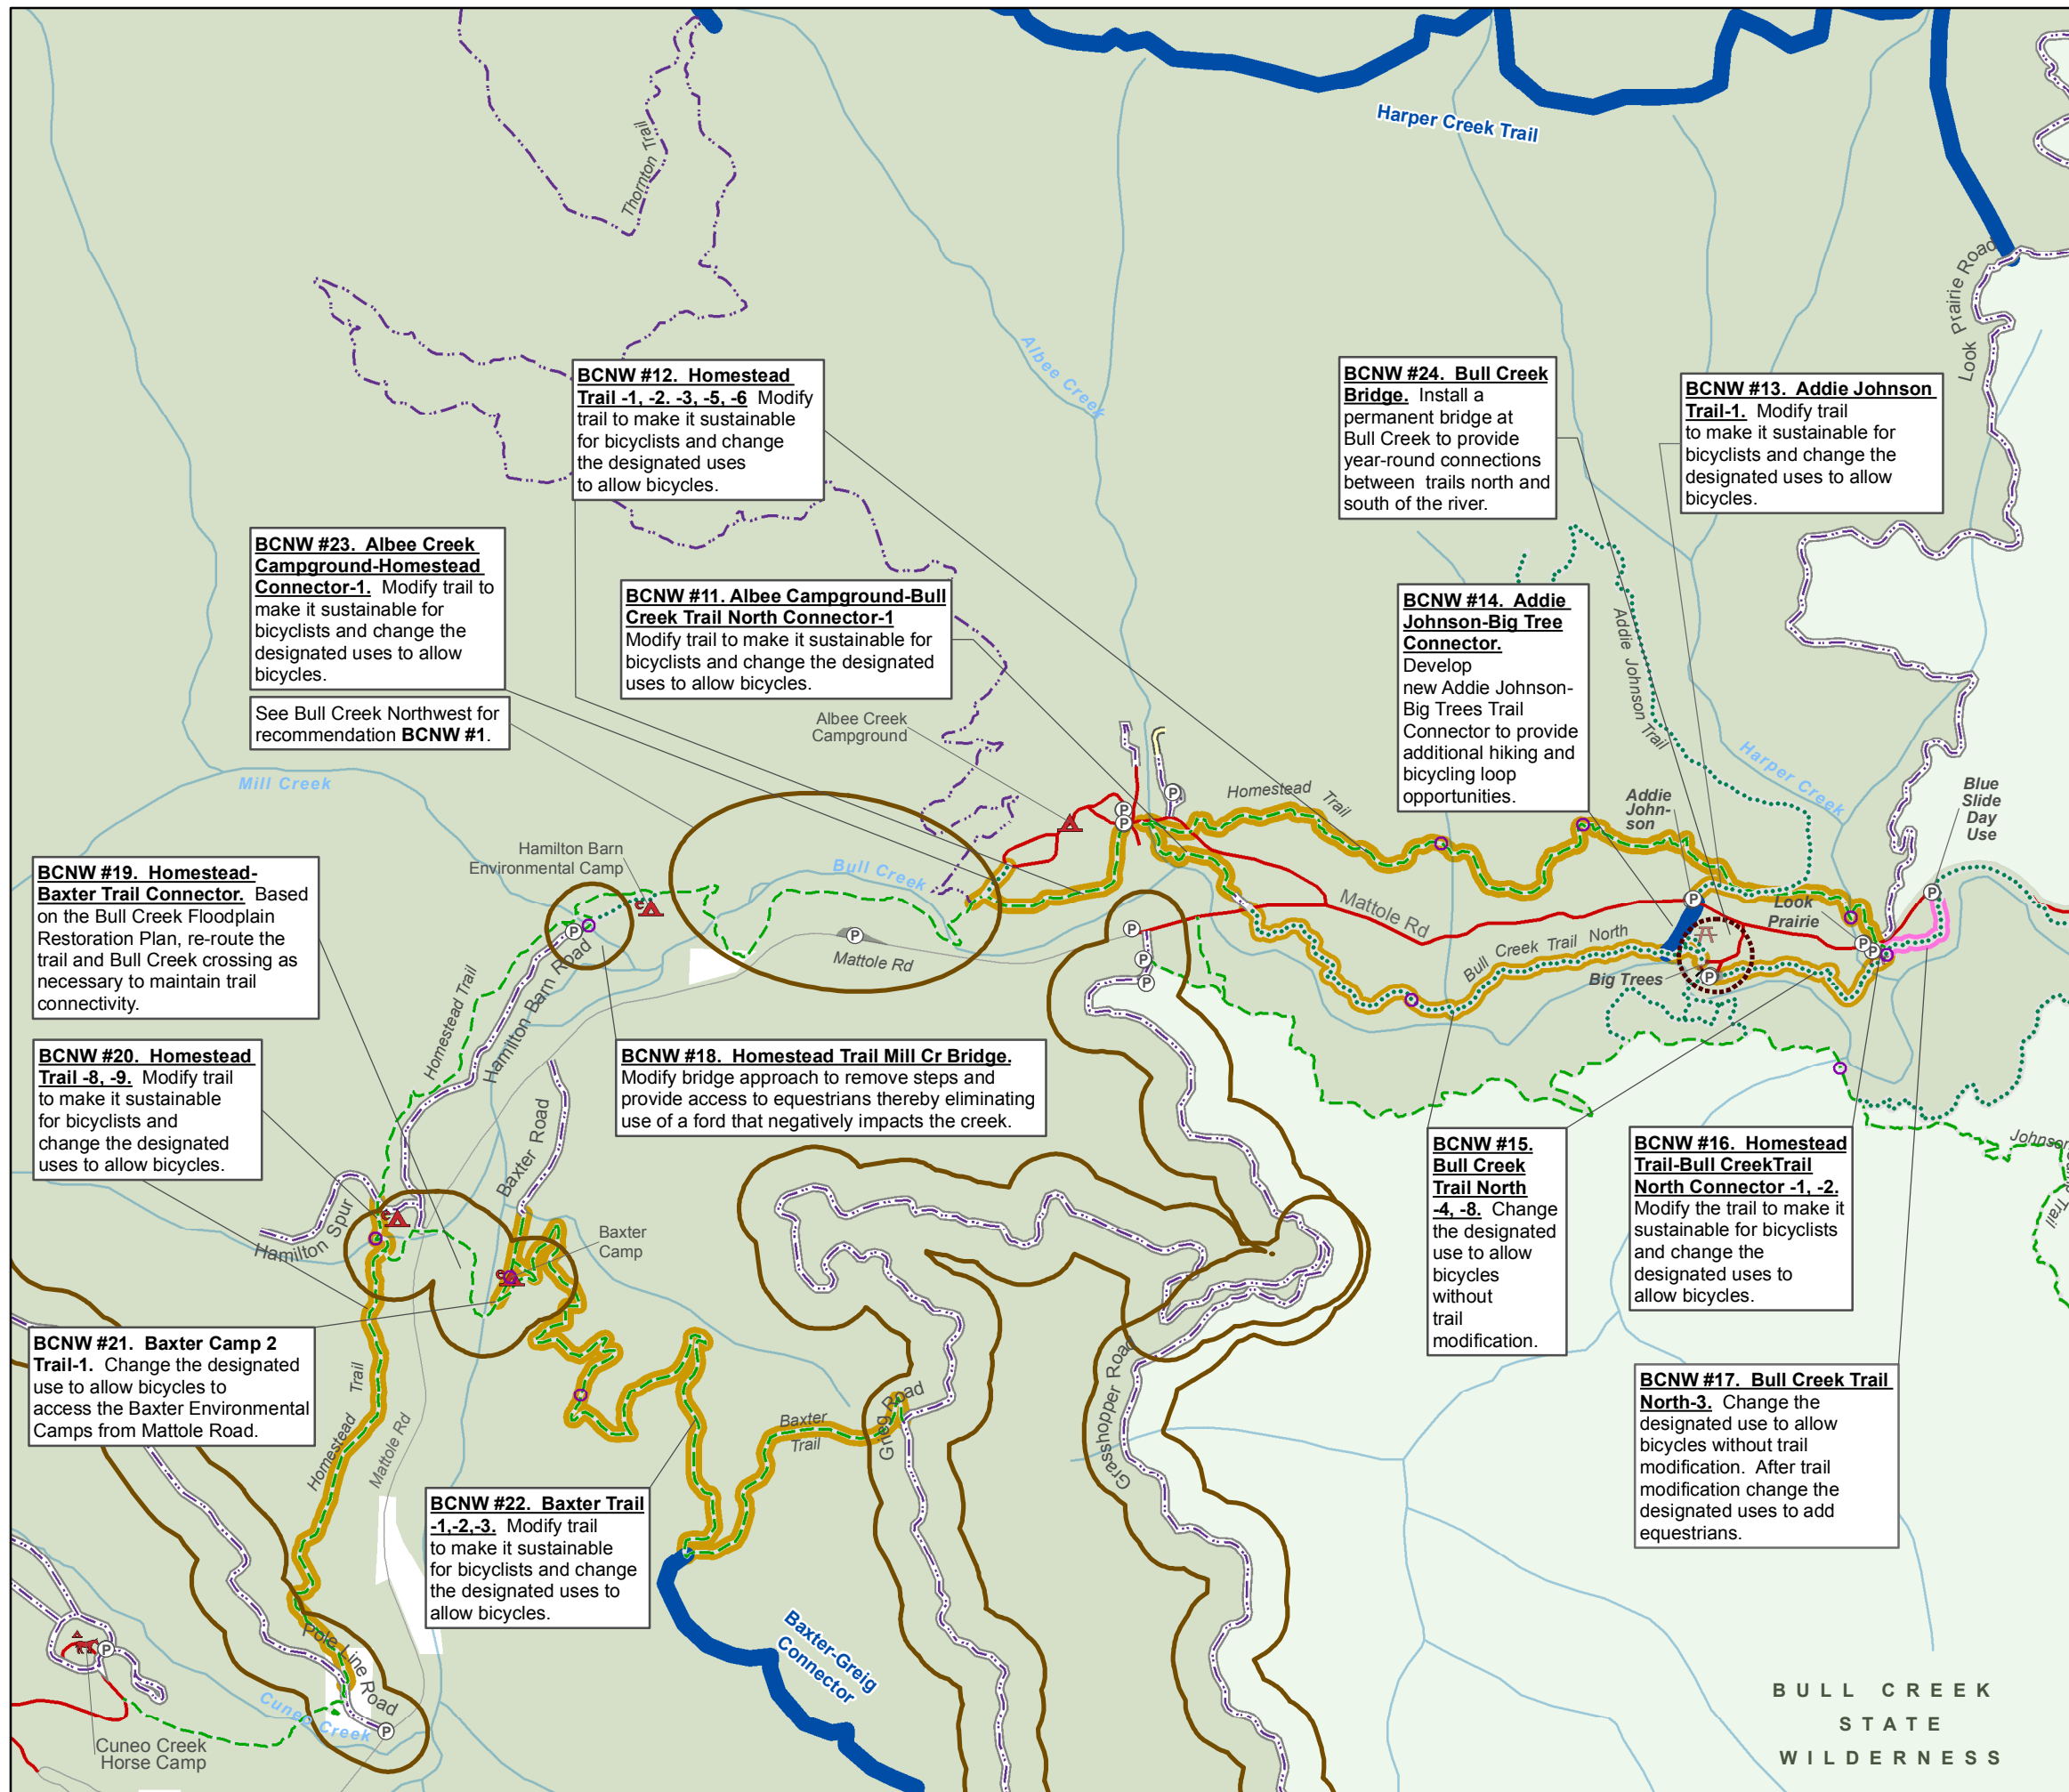 Harper Creek Trail
Thornton Trail
Look Prairie Road
Albee Creek
BCNW #12. Homestead
Trail -1, -2. -3, -5, -6 Modify
trail to make it sustainable
for bicyclists and change
the designated uses
to allow bicycles.
BCNW #24. Bull Creek
Bridge. Install a
permanent bridge at
Bull Creek to provide
year-round connections
between trails north and
south of the river.
BCNW #13. Addie Johnson
Trail-1. Modify trail
to make it sustainable for
bicyclists and change the
designated uses to allow
bicycles.
BCNW #23. Albee Creek
Campground-Homestead
Connector-1. Modify trail to
make it sustainable for
bicyclists and change the
designated uses to allow
bicycles.
See Bull Creek Northwest for
recommendation BCNW #1.
BCNW #11. Albee Campground-Bull
Creek Trail North Connector-1
Modify trail to make it sustainable for
bicyclists and change the designated
uses to allow bicycles.
BCNW #14. Addie
Johnson-Big Tree
Connector.
Develop
new Addie Johnson-
Big Trees Trail
Connector to provide
additional hiking and
bicycling loop
opportunities.
Addie Johnson Trail
Albee Creek
Campground
Mill Creek
Harper Creek
Blue
Slide
Day
Use
Homestead Trail
Addie
John-
son
P
P
P
Hamilton Barn
Environmental Camp
Bull Creek
BCNW #19. Homestead-
Baxter Trail Connector. Based
on the Bull Creek Floodplain
Restoration Plan, re-route the
trail and Bull Creek crossing as
necessary to maintain trail
connectivity.
e
P
P
Mattole Rd
P
Mattole Rd
P
P
Look
Prairie
P
P
P
Bull Creek Trail North
Big Trees
P
P
P
Homestead Trail
Hamilton Barn Road
BCNW #20. Homestead
Trail -8, -9. Modify trail
to make it sustainable
for bicyclists and
change the designated
uses to allow bicycles.
BCNW #18. Homestead Trail Mill Cr Bridge.
Modify bridge approach to remove steps and
provide access to equestrians thereby eliminating
use of a ford that negatively impacts the creek.
Baxter Road
BCNW #15.
Bull Creek
Trail North
-4, -8. Change
the designated
use to allow
bicycles
without
trail
modification.
BCNW #16. Homestead
Trail-Bull CreekTrail
North Connector -1, -2.
Modify the trail to make it
sustainable for bicyclists
and change the
designated uses to
allow bicycles.
Johnson
Trail
Hamilton Spur
e
e
Baxter
Camp
BCNW #21. Baxter Camp 2
Trail-1. Change the designated
use to allow bicycles to
access the Baxter Environmental
Camps from Mattole Road.
Homestead Trail
Mattole Rd
Baxter
Trail
Grieg Road
Grasshopper Road
BCNW #17. Bull Creek Trail
North-3. Change the
designated use to allow
bicycles without trail
modification. After trail
modification change the
designated uses to add
equestrians.
BCNW #22. Baxter Trail
-1,-2,-3. Modify trail
to make it sustainable
for bicyclists and change
the designated uses to
allow bicycles.
Baxter-Greig
Connector
Pole Line Road
P
P
Cuneo Creek
Cuneo Creek
Horse Camp
BULL CREEK
STATE
WILDERNESS